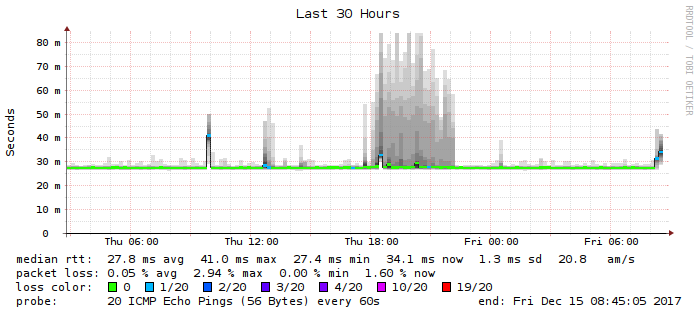 Last 30 Hours
RRDTOOL / TOBI OETIKER
Seconds
80 m
70 m
60 m
50 m
40 m
30 m
20 m
10 m
0
Thu 06:00 Thu 12:00 Thu 18:00 Fri 00:00 Fri 06:00
median rtt: 27.8 ms avg 41.0 ms max 27.4 ms min 34.1 ms now 1.3 ms sd 20.8 am/s
packet loss: 0.05 % avg 2.94 % max 0.00 % min 1.60 % now
loss color: 0 1/20 2/20 3/20 4/20 10/20 19/20
probe: 20 ICMP Echo Pings (56 Bytes) every 60s end: Fri Dec 15 08:45:05 2017